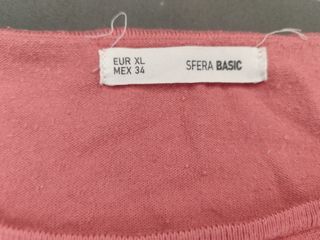 EUR XL
MEX 34
SFERA BASIC